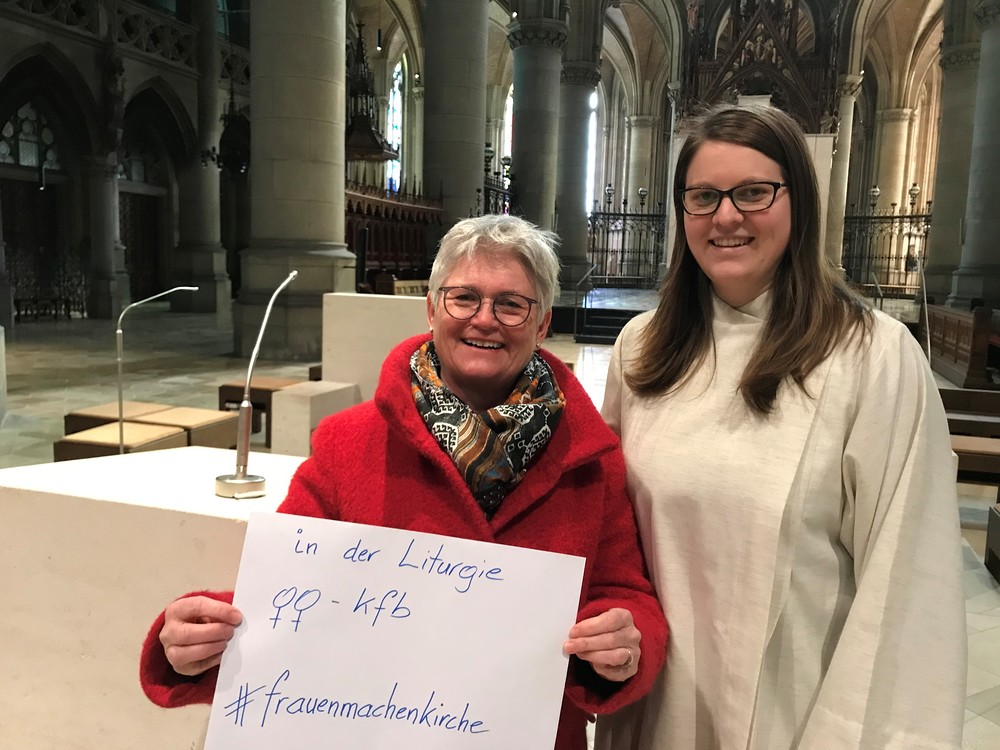 in der Liturgie
♀♀ - kfb
#frauenmachenkirche